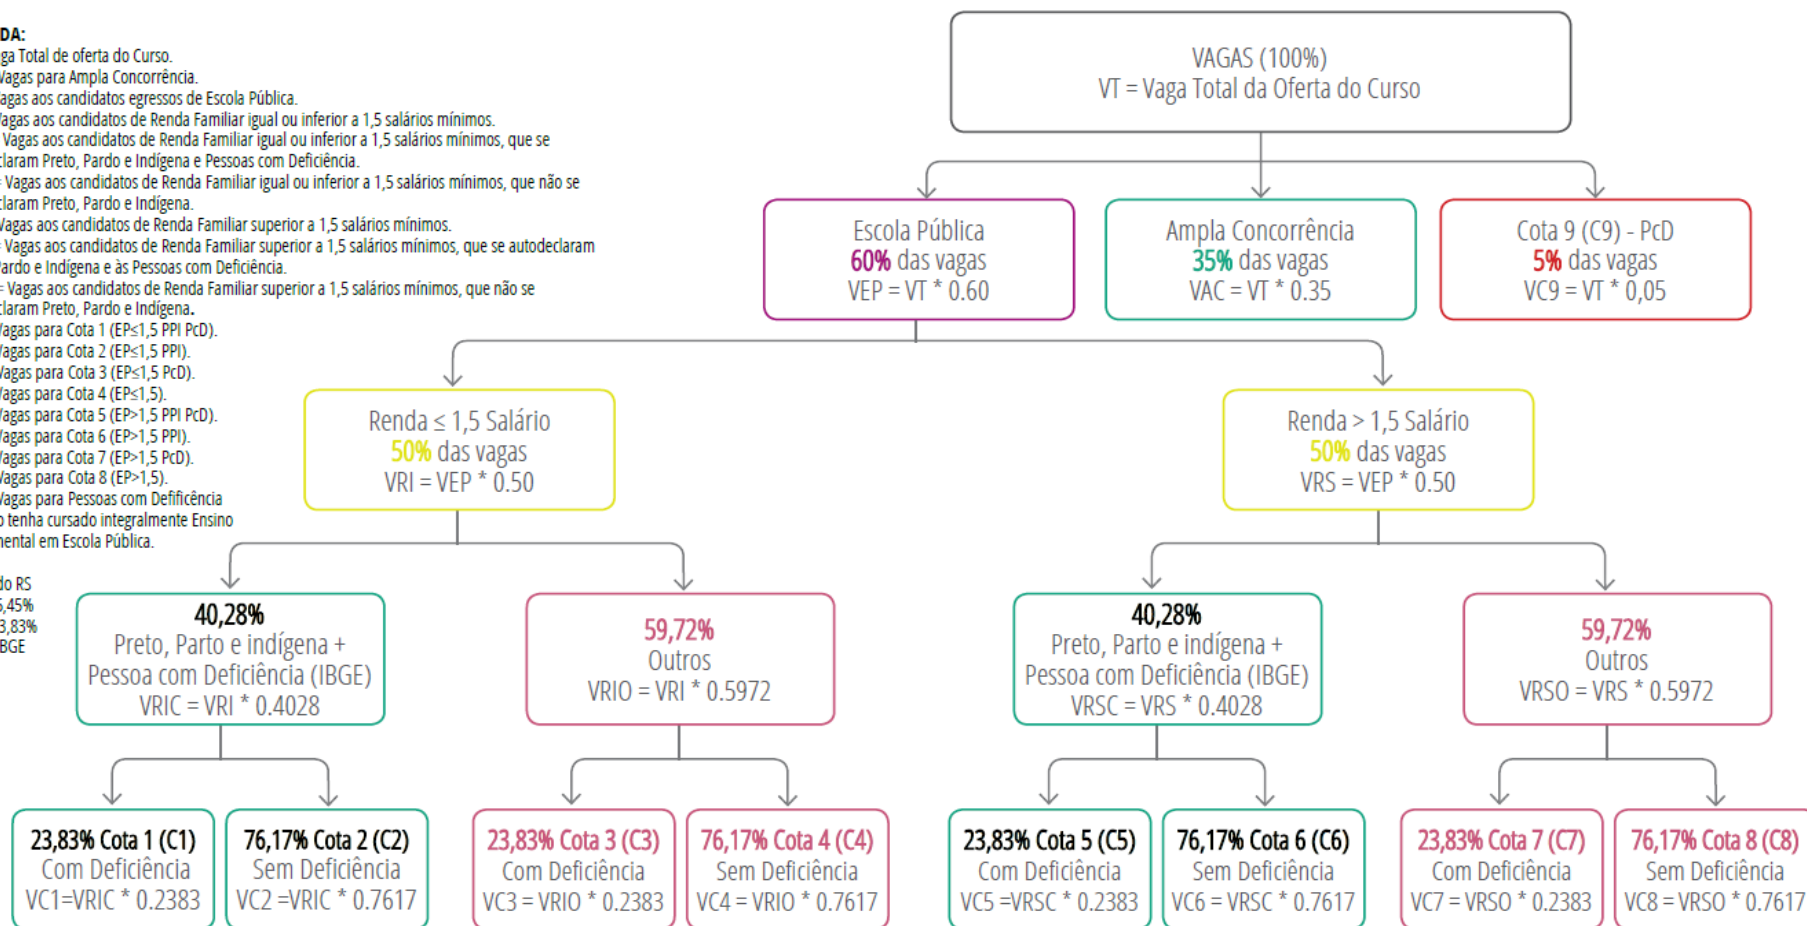 DA:
ga Total de oferta do Curso.
Vagas para Ampla Concorrência.
agas aos candidatos egressos de Escola Pública.
Vagas aos candidatos de Renda Familiar igual ou inferior a 1,5 salários mínimos.
Vagas aos candidatos de Renda Familiar igual ou inferior a 1,5 salários mínimos, que se
claram Preto, Pardo e Indígena e Pessoas com Deficiência.
= Vagas aos candidatos de Renda Familiar igual ou inferior a 1,5 salários mínimos, que não se
claram Preto, Pardo e Indígena.
Vagas aos candidatos de Renda Familiar superior a 1,5 salários mínimos.
= Vagas aos candidatos de Renda Familiar superior a 1,5 salários mínimos, que se autodeclaram
Pardo e Indígena e às Pessoas com Deficiência.
= Vagas aos candidatos de Renda Familiar superior a 1,5 salários mínimos, que não se
claram Preto, Pardo e Indígena.
Vagas para Cota 1 (EP≤1,5 PPI PcD).
Vagas para Cota 2 (EP≤1,5 PPI).
Vagas para Cota 3 (EP≤1,5 PcD).
Vagas para Cota 4 (EP≤1,5).
Vagas para Cota 5 (EP>1,5 PPI PcD).
Vagas para Cota 6 (EP>1,5 PPI).
Vagas para Cota 7 (EP>1,5 PcD).
Vagas para Cota 8 (EP>1,5).
Vagas para Pessoas com Defificência
o tenha cursado integralmente Ensino
mental em Escola Pública.
do RS
6,45%
3,83%
BGE
VAGAS (100%)
VT = Vaga Total da Oferta do Curso
Escola Pública
60% das vagas
VEP = VT * 0.60
Ampla Concorrência
35% das vagas
VAC = VT * 0.35
Cota 9 (C9) - PcD
5% das vagas
VC9 = VT * 0,05
Renda ≤ 1,5 Salário
50% das vagas
VRI = VEP * 0.50
Renda > 1,5 Salário
50% das vagas
VRS = VEP * 0.50
40,28%
Preto, Parto e indígena +
Pessoa com Deficiência (IBGE)
VRIC = VRI * 0.4028
59,72%
Outros
VRIO = VRI * 0.5972
40,28%
Preto, Parto e indígena +
Pessoa com Deficiência (IBGE)
VRSC = VRS * 0.4028
59,72%
Outros
VRSO = VRS * 0.5972
23,83% Cota 1 (C1)
Com Deficiência
VC1=VRIC * 0.2383
76,17% Cota 2 (C2)
Sem Deficiência
VC2 =VRIC * 0.7617
23,83% Cota 3 (C3)
Com Deficiência
VC3 = VRIO * 0.2383
76,17% Cota 4 (C4)
Sem Deficiência
VC4 = VRIO * 0.7617
23,83% Cota 5 (C5)
Com Deficiência
VC5 =VRSC * 0.2383
76,17% Cota 6 (C6)
Sem Deficiência
VC6 = VRSC * 0.7617
23,83% Cota 7 (C7)
Com Deficiência
VC7 = VRSO * 0.2383
76,17% Cota 8 (C8)
Sem Deficiência
VC8 = VRSO * 0.7617